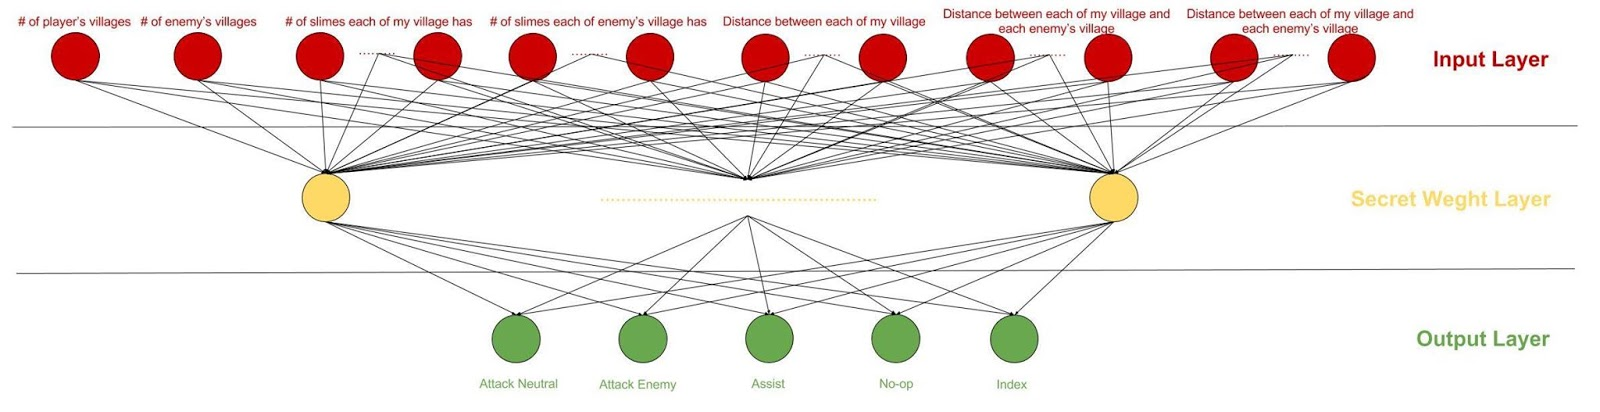 # of player's villages
# of enemy's villages
# of slimes each of my village has
# of slimes each of enemy's village has
Distance between each of my village
Distance between each of my village and
each enemy's village
Distance between each of my village and
each enemy's village
Input Layer
Secret Weght Layer
Output Layer
Attack Neutral
Attack Enemy
Assist
No-op
Index